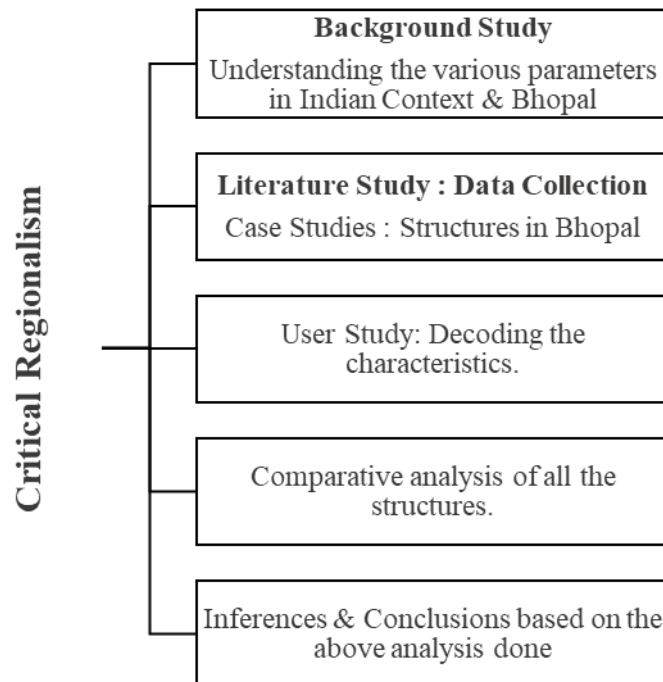 Critical Regionalism
Background Study
Understanding the various parameters
in Indian Context & Bhopal
Literature Study : Data Collection
Case Studies : Structures in Bhopal
User Study: Decoding the
characteristics.
Comparative analysis of all the
structures.
Inferences & Conclusions based on the
above analysis done